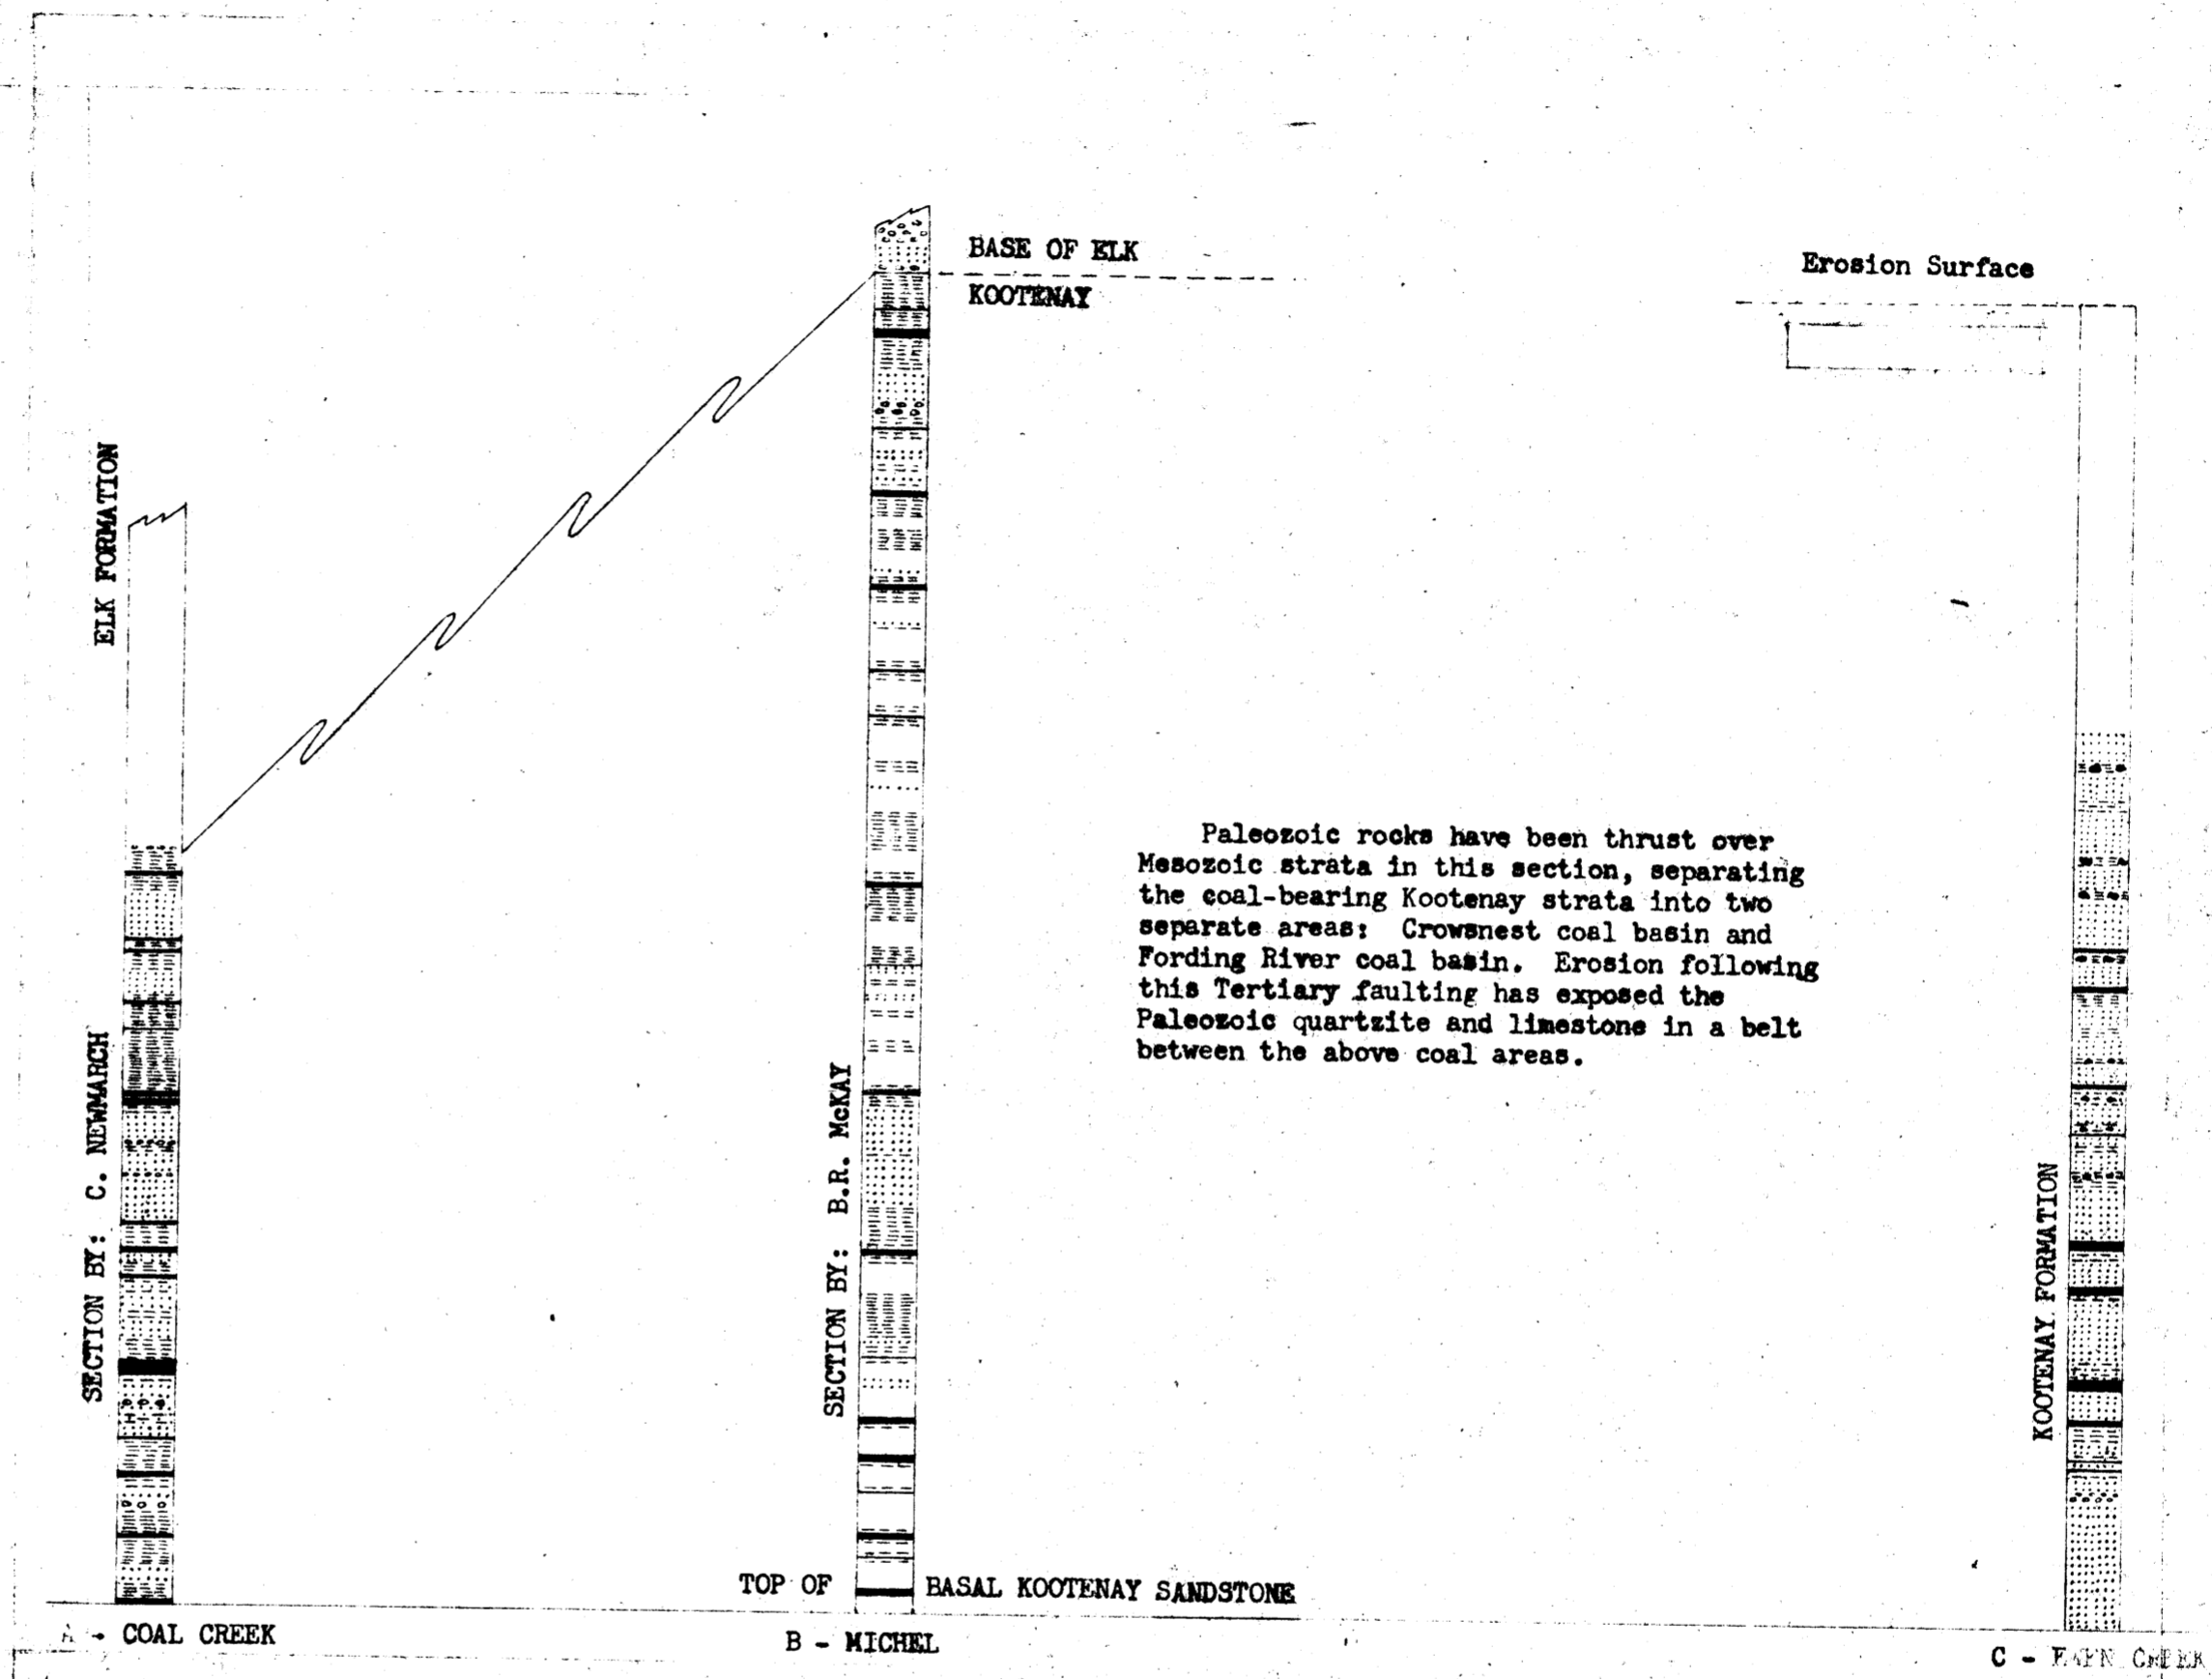 BASE OF ELK
KOOTENAY
Erosion Surface
ELK FORMATION
SECTION BY: C. NEWMARCH
SECTION BY: B.R. McKAY
Paleozoic rocks have been thrust over
Mesozoic strata in this section, separating
the coal-bearing Kootenay strata into two
separate areas: Crowsnest coal basin and
Fording River coal basin. Erosion following
this Tertiary faulting has exposed the
Paleozoic quartzite and limestone in a belt
between the above coal areas.
KOOTENAY FORMATION
TOP OF BASAL KOOTENAY SANDSTONE
A - COAL CREEK
B - MICHEL
C - CREEK